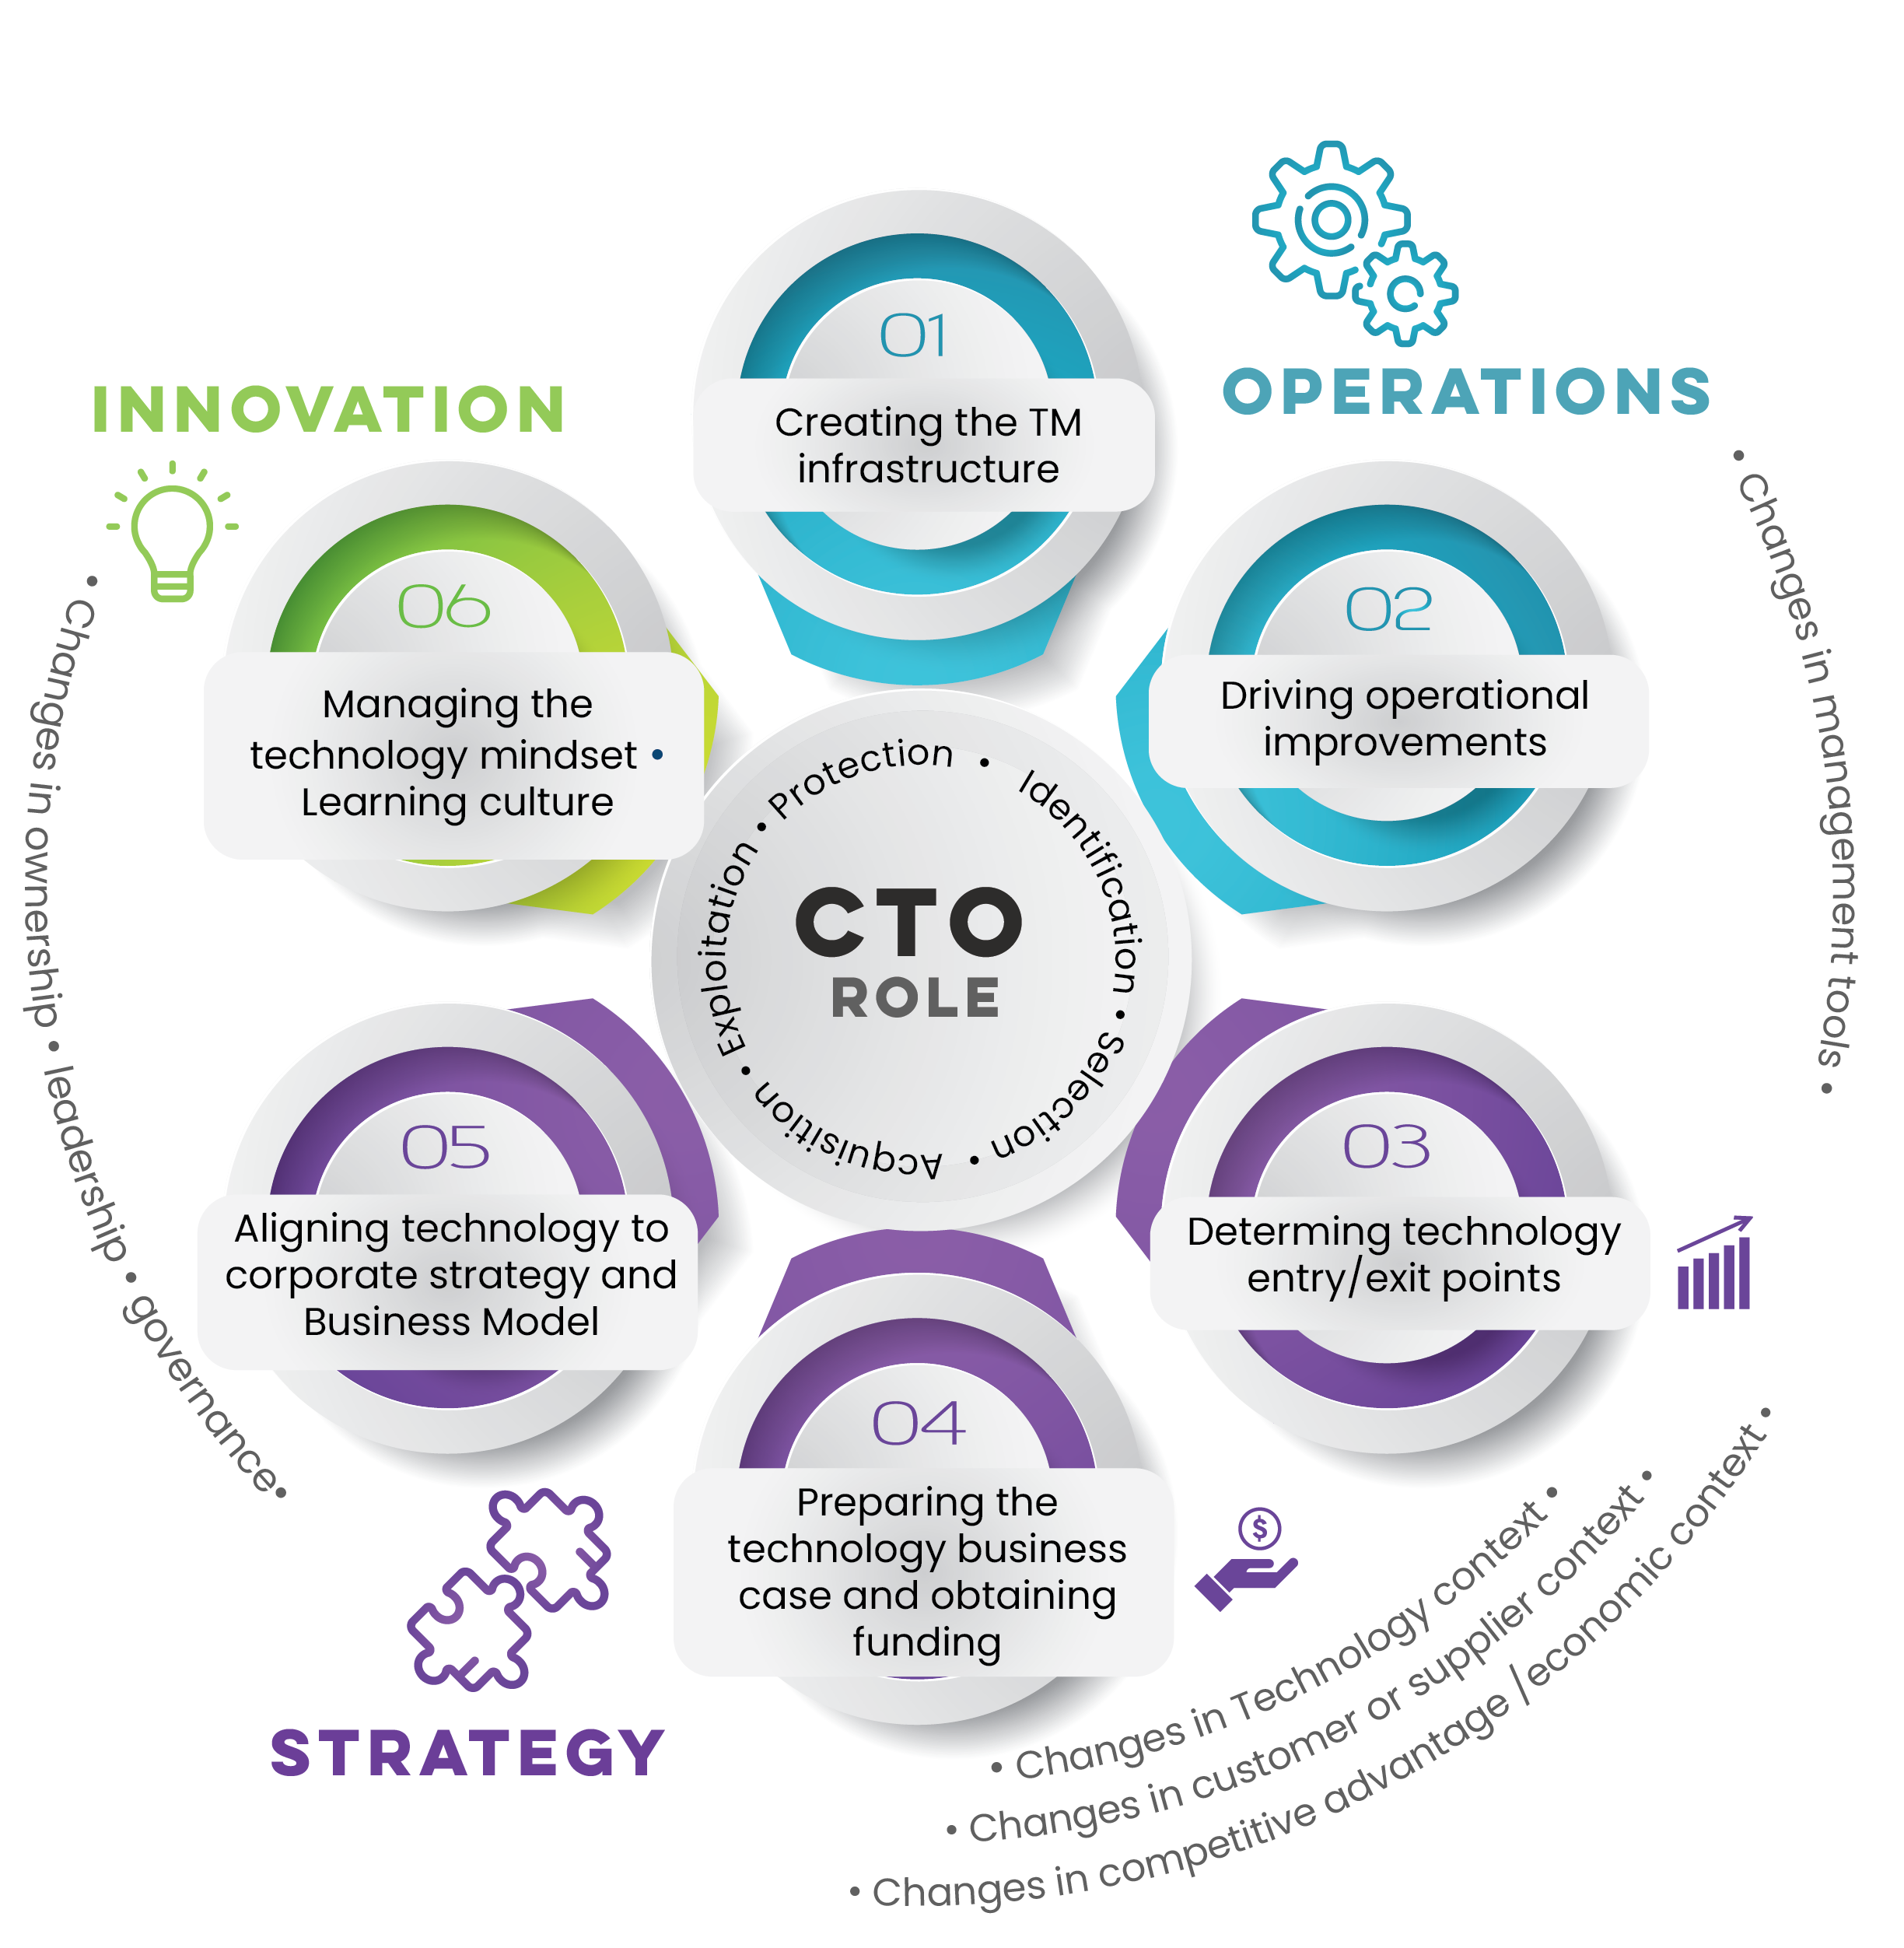 INNOVATION
OPERATIONS
01
Creating the TM
infrastructure
02
Driving operational
improvements
03
Determing technology
entry/exit points
04
Preparing the
technology business
case and obtaining
funding
05
Aligning technology to
corporate strategy and
Business Model
06
Managing the
technology mindset •
Learning culture
CTO
ROLE
Identification • Selection • Acquisition • Exploitation • Protection •
STRATEGY
• Changes in management tools •
• Changes in Technology context •
• Changes in customer or supplier context •
• Changes in competitive advantage /economic context •
• Changes in ownership • leadership • governance•
$